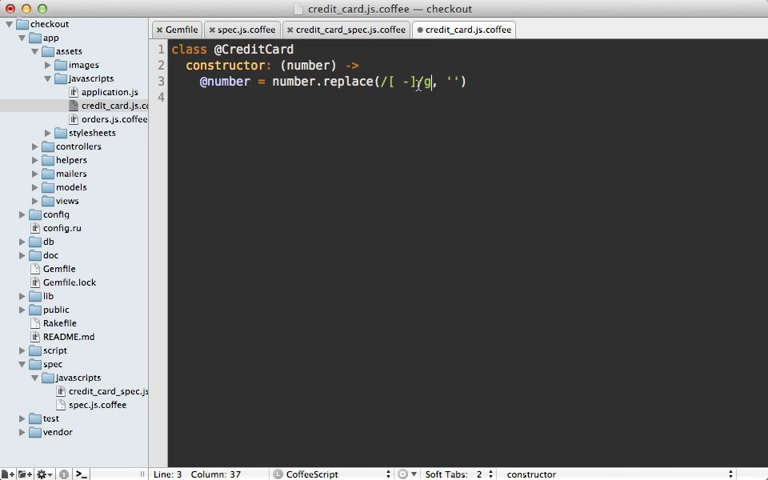 credit_card.js.coffee — checkout
checkout
app
assets
images
javascripts
application.js
credit_card.js.cc
orders.js.coffee
stylesheets
controllers
helpers
mailers
models
views
config
config.ru
db
doc
Gemfile
Gemfile.lock
lib
public
Rakefile
README.md
script
spec
javascripts
credit_card_spec.js
spec.js.coffee
test
vendor
Gemfile spec.js.coffee credit_card_spec.js.coffee credit_card.js.coffee
1 class @CreditCard
2 constructor: (number) ->
3 @number = number.replace(/[ -]/g, '')
4
Line: 3 Column: 37 CoffeeScript Soft Tabs: 2 constructor